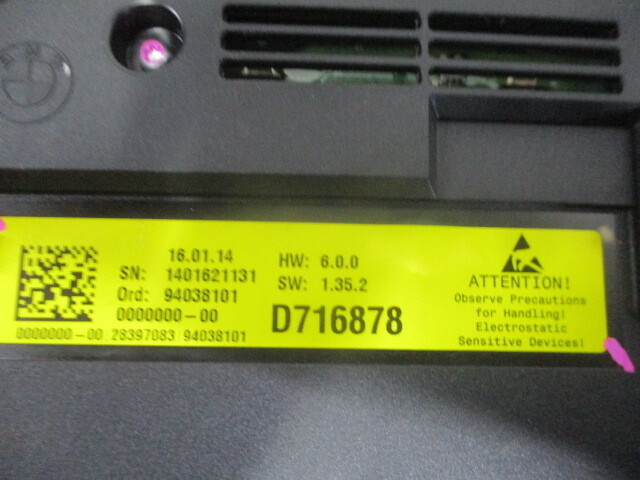 16.01.14
SN: 1401621131
Ord: 94038101
0000000-00
0000000-00|28397083|94038101
HW: 6.0.0
SW: 1.35.2
D716878
ATTENTION!
Observe Precautions
for Handling!
Electrostatic
Sensitive Devices!